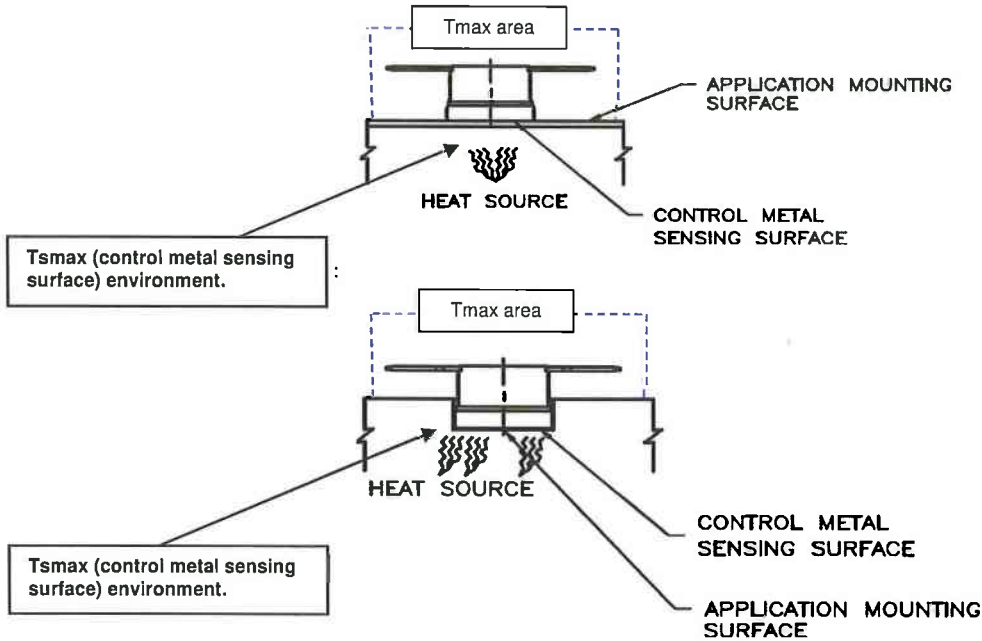 Tmax area
APPLICATION MOUNTING
SURFACE
HEAT SOURCE
CONTROL METAL
SENSING SURFACE
Tsmax (control metal sensing
surface) environment.
:
Tmax area
HEAT SOURCE
CONTROL METAL
SENSING SURFACE
Tsmax (control metal sensing
surface) environment.
APPLICATION MOUNTING
SURFACE